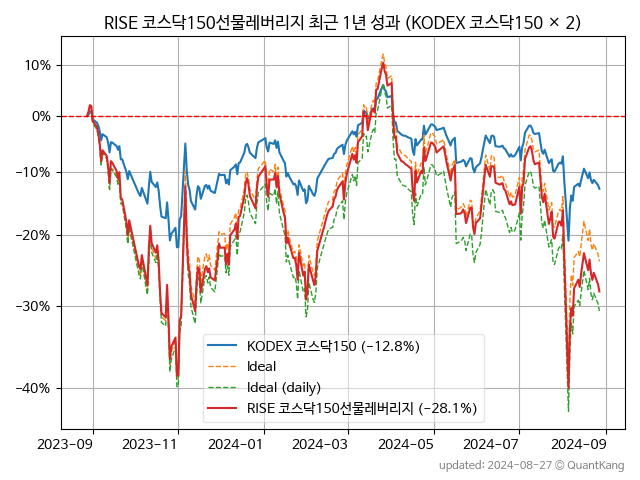 RISE 코스닥150선물레버리지 최근 1년 성과 (KODEX 코스닥150 × 2)
10%
0%
−10%
−20%
−30%
−40%
KODEX 코스닥150 (−12.8%)
Ideal
Ideal (daily)
RISE 코스닥150선물레버리지 (−28.1%)
2023-09
2023-11
2024-01
2024-03
2024-05
2024-07
2024-09
updated: 2024-08-27 © QuantKang